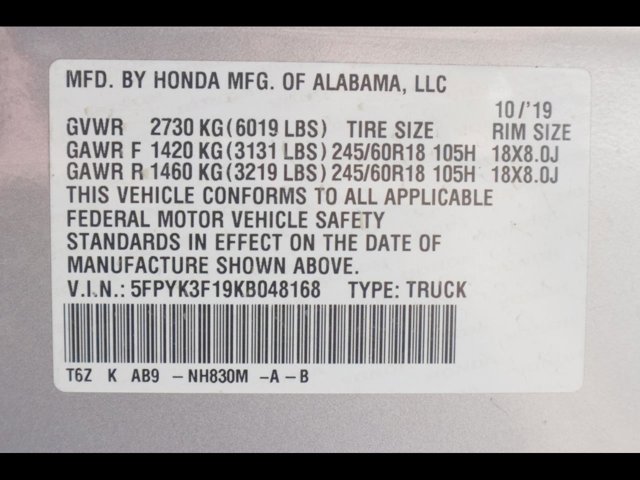 MFD. BY HONDA MFG. OF ALABAMA, LLC
10/'19
GVWR 2730 KG(6019 LBS) TIRE SIZE RIM SIZE
GAWR F 1420 KG(3131 LBS) 245/60R18 105H 18X8.0J
GAWR R 1460 KG(3219 LBS) 245/60R18 105H 18X8.0J
THIS VEHICLE CONFORMS TO ALL APPLICABLE
FEDERAL MOTOR VEHICLE SAFETY
STANDARDS IN EFFECT ON THE DATE OF
MANUFACTURE SHOWN ABOVE.
V.I.N.: 5FPYK3F19KB048168 TYPE: TRUCK
T6Z K AB9 -NH830M -A-B